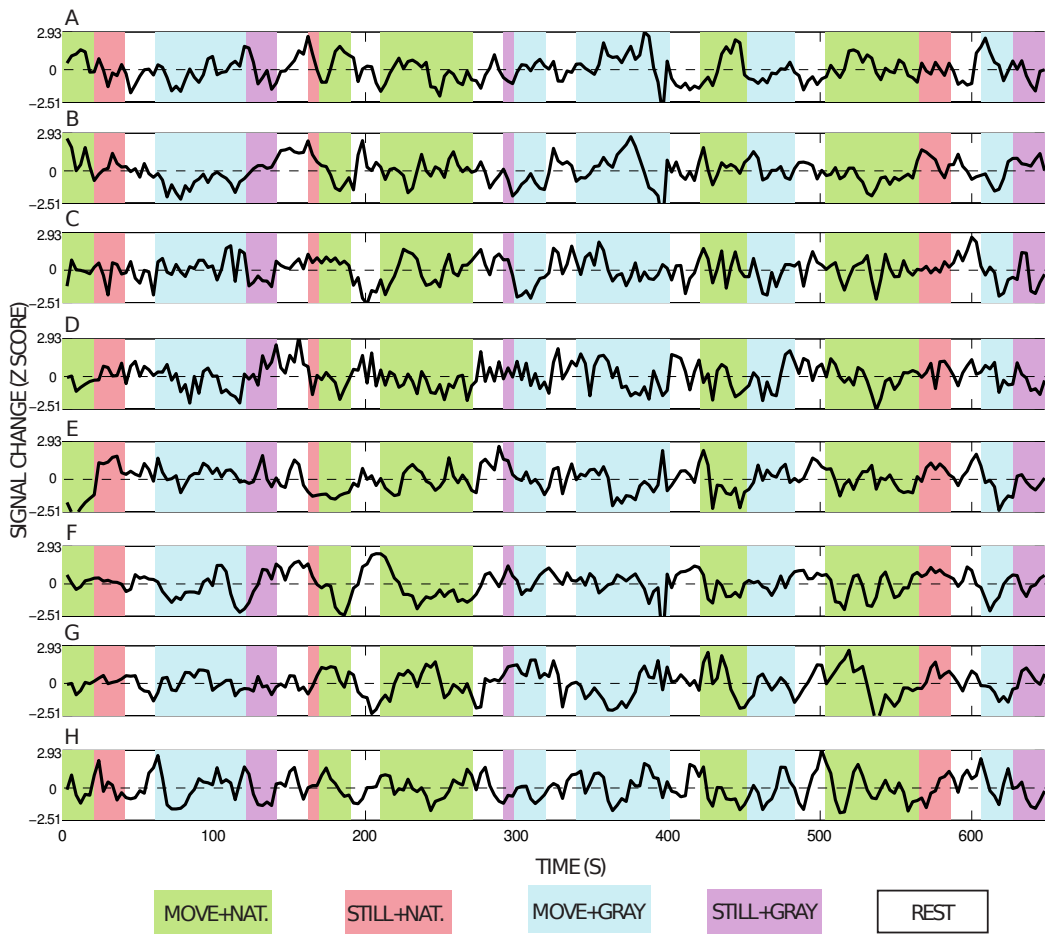 A
2.93
0
−2.51
B
2.93
0
−2.51
C
2.93
0
−2.51
D
2.93
0
−2.51
E
2.93
0
−2.51
F
2.93
0
−2.51
G
2.93
0
−2.51
H
2.93
0
−2.51
SIGNAL CHANGE (Z SCORE)
0 100 200 300 400 500 600
TIME (S)
MOVE+NAT. STILL+NAT. MOVE+GRAY STILL+GRAY REST